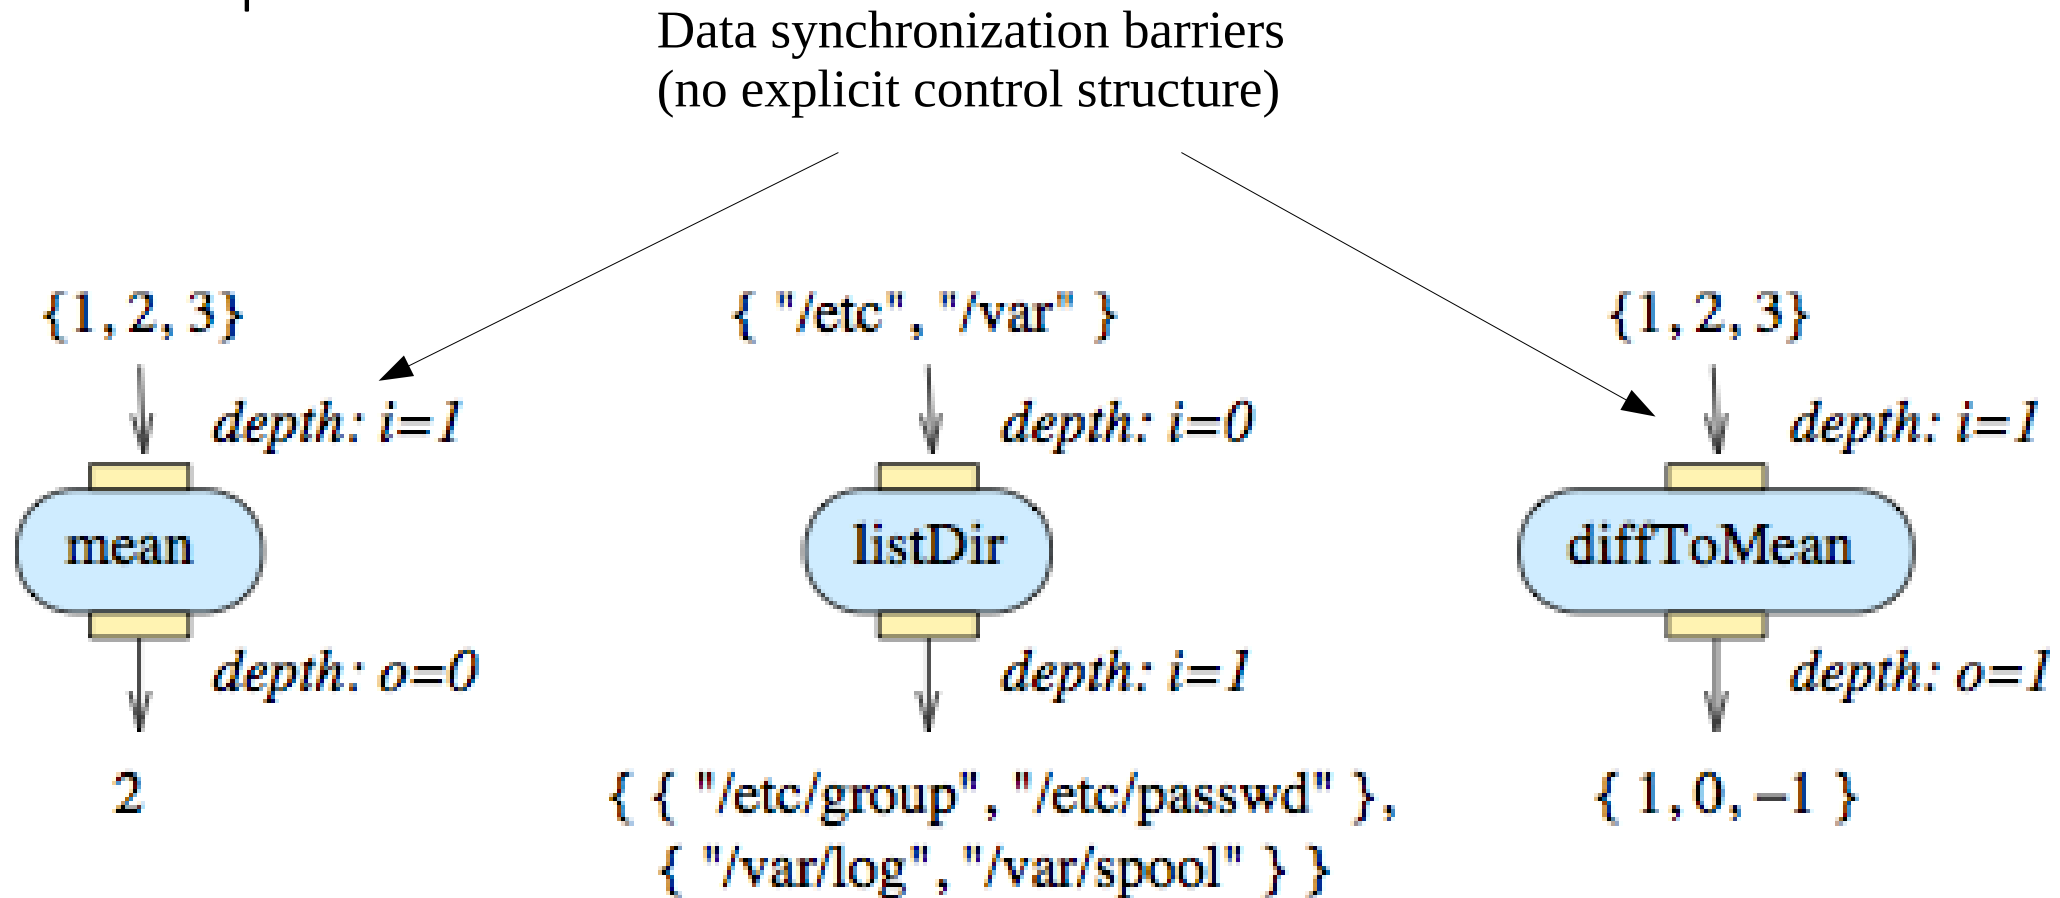 Data synchronization barriers
(no explicit control structure)
{1, 2, 3}
{ "/etc", "/var" }
{1, 2, 3}
depth: i=1
depth: i=0
depth: i=1
mean
listDir
diffToMean
depth: o=0
depth: i=1
depth: o=1
2
{ { "/etc/group", "/etc/passwd" },
{ "/var/log", "/var/spool" } }
{ 1, 0, –1 }